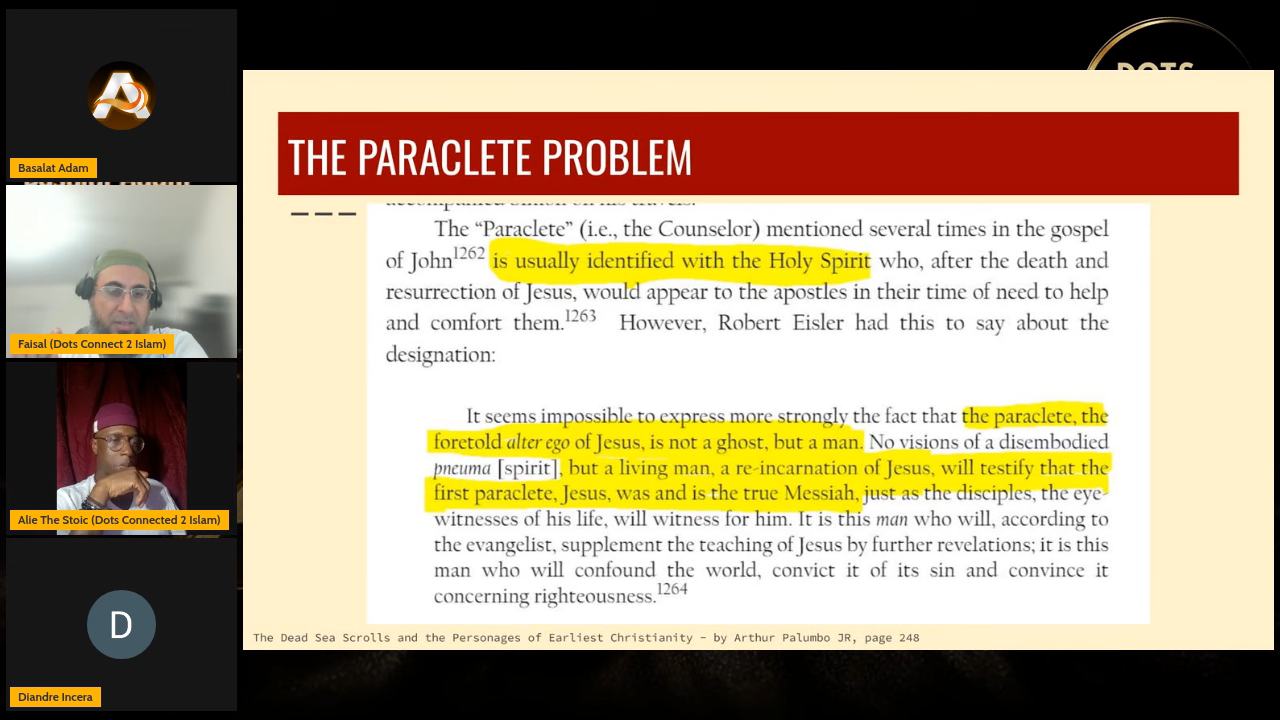 DOTS
Basalat Adam
Faisal (Dots Connect 2 Islam)
Alie The Stoic (Dots Connected 2 Islam)
D
Diandre Incera
THE PARACLETE PROBLEM
accompanied Simon on his travels.
The “Paraclete” (i.e., the Counselor) mentioned several times in the gospel
of John1262 is usually identified with the Holy Spirit who, after the death and
resurrection of Jesus, would appear to the apostles in their time of need to help
and comfort them.1263 However, Robert Eisler had this to say about the
designation:
It seems impossible to express more strongly the fact that the paraclete, the
foretold alter ego of Jesus, is not a ghost, but a man. No visions of a disembodied
pneuma [spirit], but a living man, a re-incarnation of Jesus, will testify that the
first paraclete, Jesus, was and is the true Messiah, just as the disciples, the eye-
witnesses of his life, will witness for him. It is this man who will, according to
the evangelist, supplement the teaching of Jesus by further revelations; it is this
man who will confound the world, convict it of its sin and convince it
concerning righteousness.1264
The Dead Sea Scrolls and the Personages of Earliest Christianity - by Arthur Palumbo JR, page 248